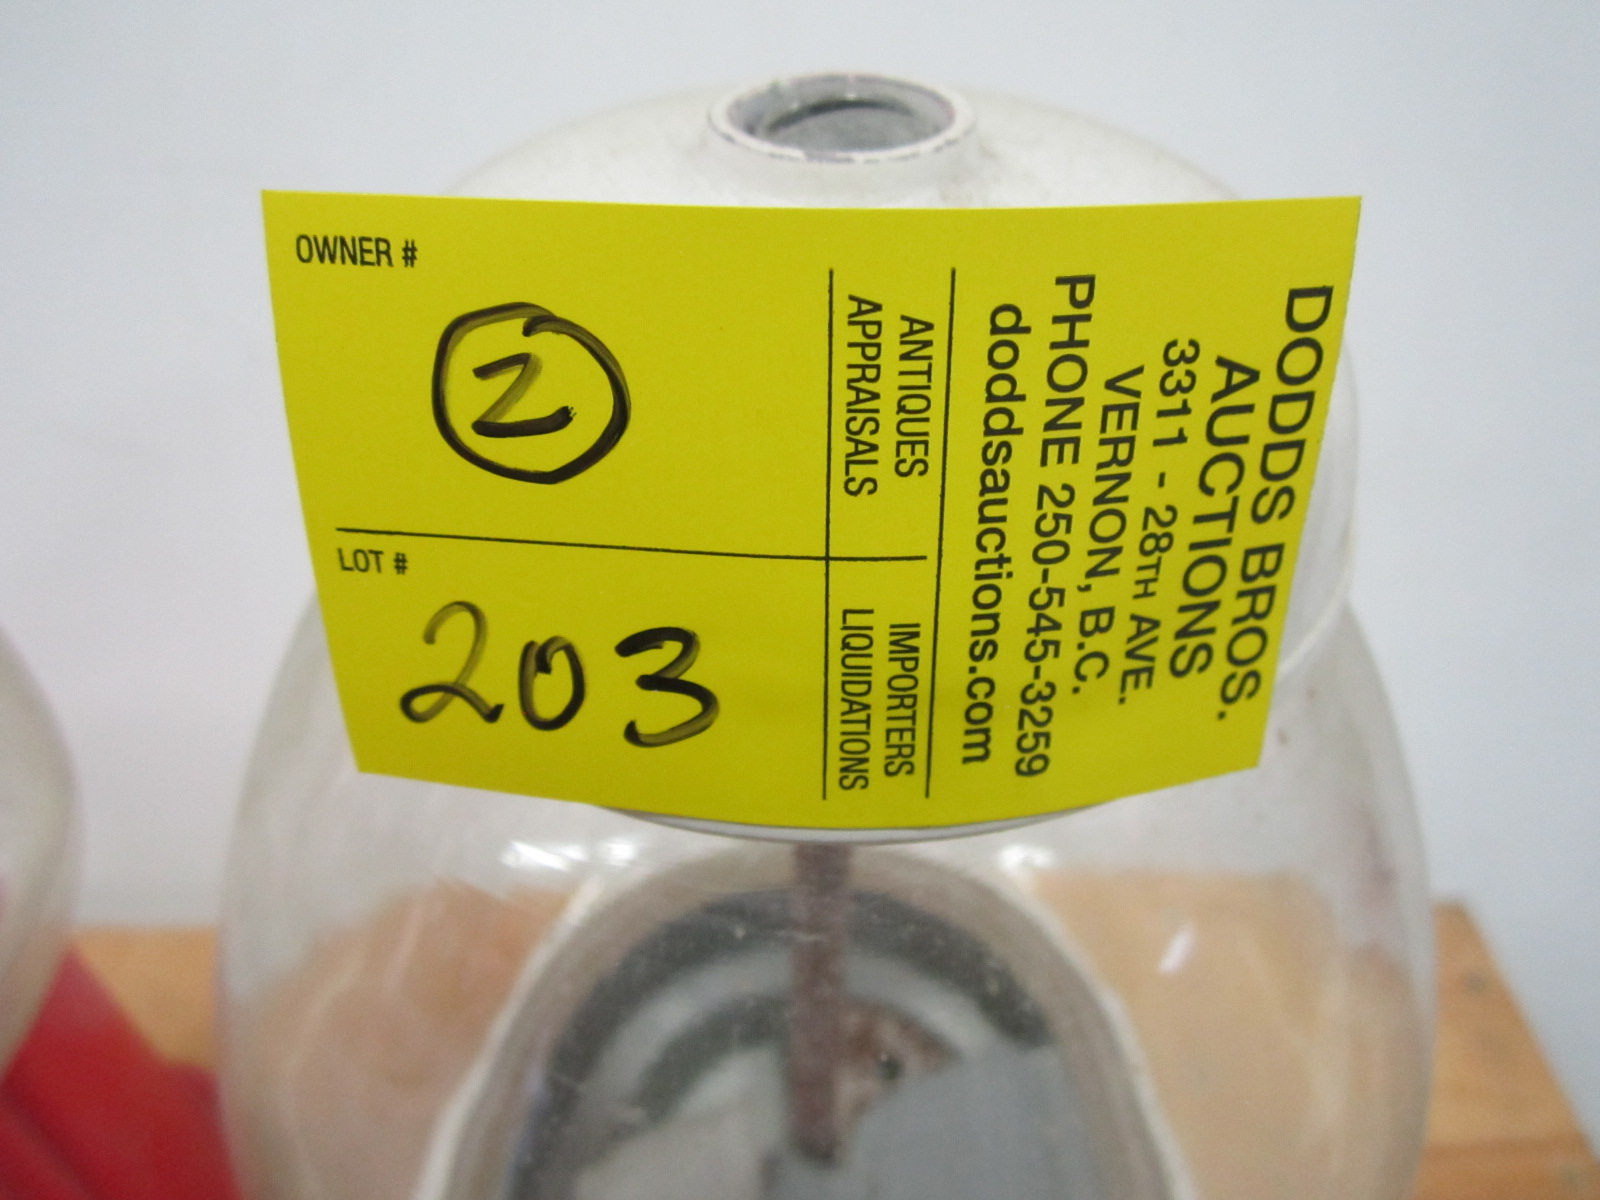 DODDS BROS.
AUCTIONS
3311 - 28TH AVE.
VERNON, B.C.
PHONE 250-545-3259
doddsauctions.com
ANTIQUES
APPRAISALS
IMPORTERS
LIQUIDATIONS
OWNER #
2
LOT #
203